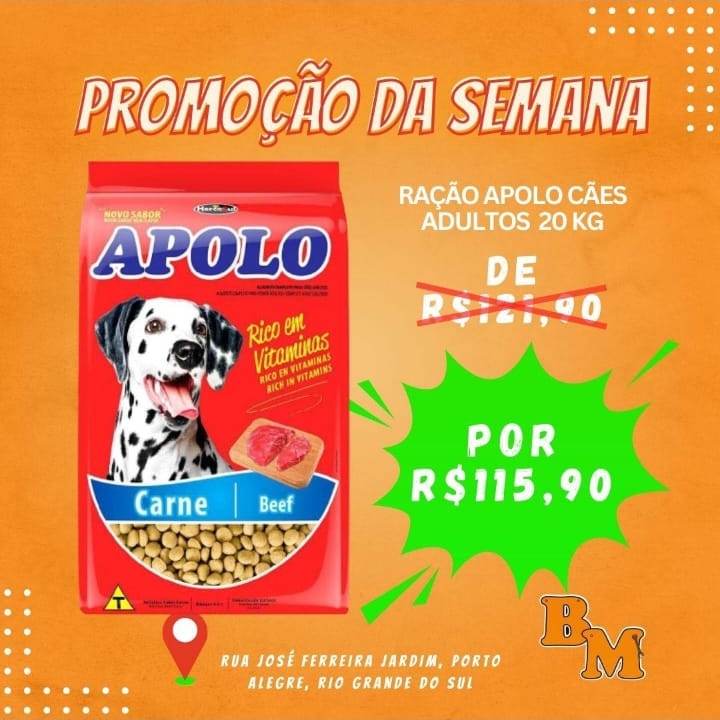 PROMOÇÃO DA SEMANA
RAÇÃO APOLO CÃES
ADULTOS 20 KG
DE
R$121,90
POR
R$115,90
HercoSul
NOVO SABOR
APOLO
Rico em
Vitaminas
RICO EN VITAMINAS
RICH IN VITAMINS
Carne | Beef
T
BM
RUA JOSÉ FERREIRA JARDIM, PORTO
ALEGRE, RIO GRANDE DO SUL